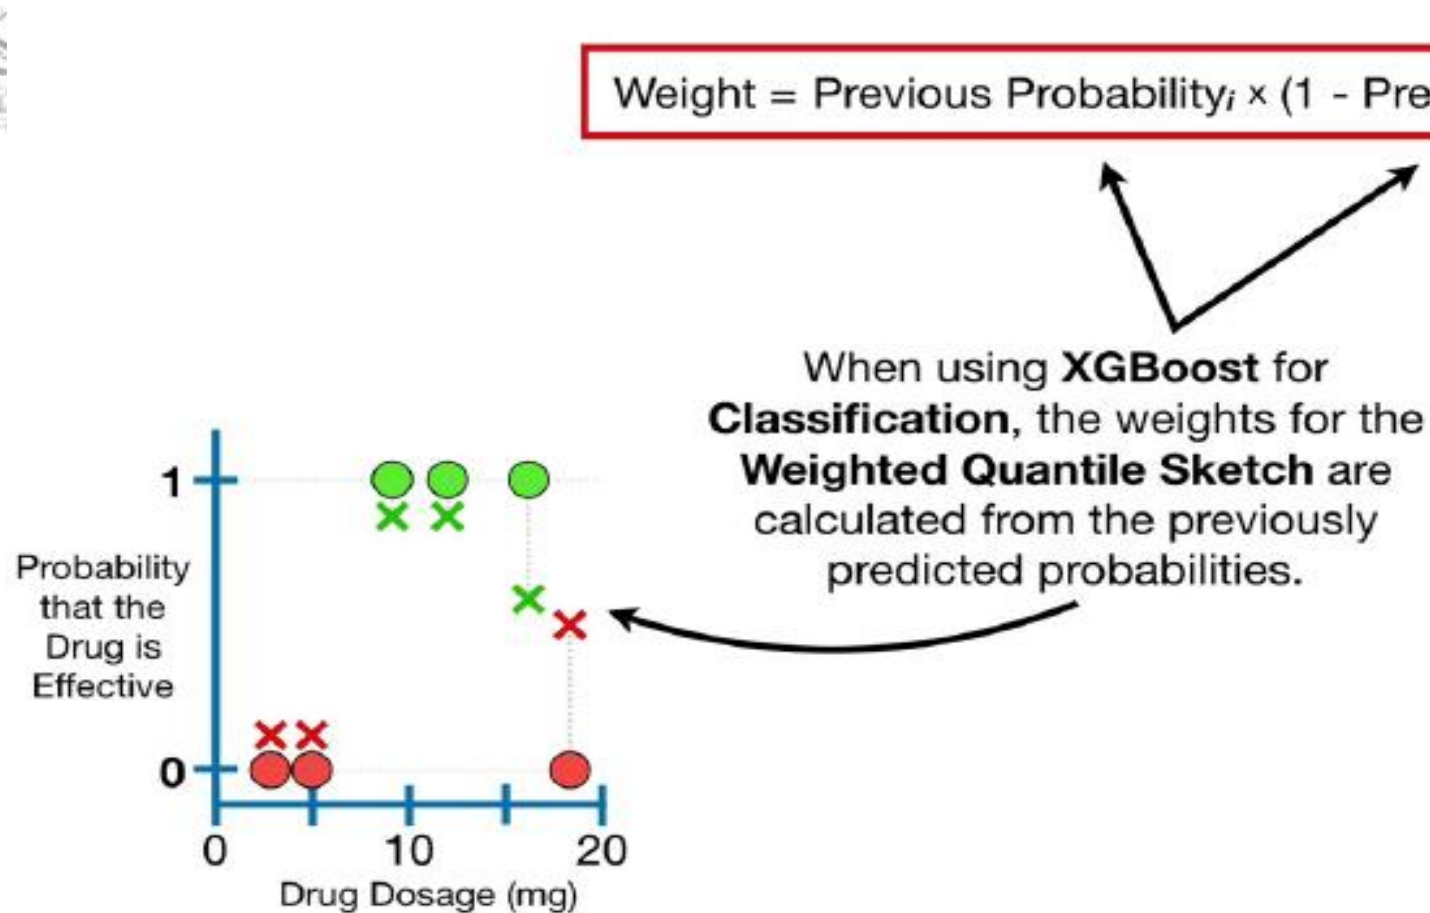 Weight = Previous Probabilityᵢ × (1 - Pre
When using XGBoost for
Classification, the weights for the
Weighted Quantile Sketch are
calculated from the previously
predicted probabilities.
1
Probability
that the
Drug is
Effective
0
0 10 20
Drug Dosage (mg)